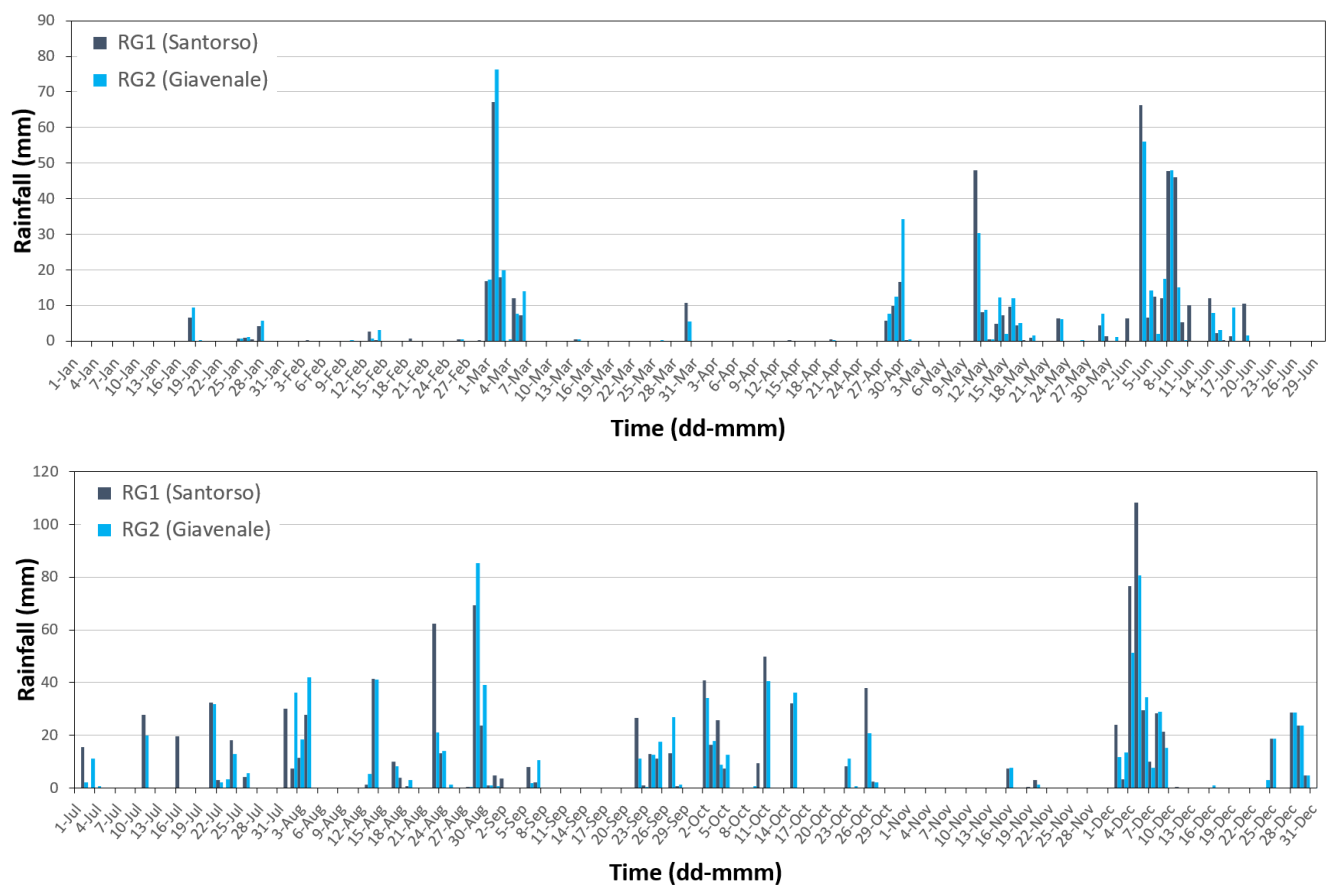 90
80
70
60
50
40
30
20
10
0
Rainfall (mm)
RG1 (Santorso)
RG2 (Giavenale)
1-Jan
4-Jan
7-Jan
10-Jan
13-Jan
16-Jan
19-Jan
22-Jan
25-Jan
28-Jan
31-Jan
3-Feb
6-Feb
9-Feb
12-Feb
15-Feb
18-Feb
21-Feb
24-Feb
27-Feb
1-Mar
4-Mar
7-Mar
10-Mar
13-Mar
16-Mar
19-Mar
22-Mar
25-Mar
28-Mar
31-Mar
3-Apr
6-Apr
9-Apr
12-Apr
15-Apr
18-Apr
21-Apr
24-Apr
27-Apr
30-Apr
3-May
6-May
9-May
12-May
15-May
18-May
21-May
24-May
27-May
30-May
2-Jun
5-Jun
8-Jun
11-Jun
14-Jun
17-Jun
20-Jun
23-Jun
26-Jun
29-Jun
Time (dd-mmm)
120
100
80
60
40
20
0
Rainfall (mm)
RG1 (Santorso)
RG2 (Giavenale)
1-Jul
4-Jul
7-Jul
10-Jul
13-Jul
16-Jul
19-Jul
22-Jul
25-Jul
28-Jul
31-Jul
3-Aug
6-Aug
9-Aug
12-Aug
15-Aug
18-Aug
21-Aug
24-Aug
27-Aug
30-Aug
2-Sep
5-Sep
8-Sep
11-Sep
14-Sep
17-Sep
20-Sep
23-Sep
26-Sep
29-Sep
2-Oct
5-Oct
8-Oct
11-Oct
14-Oct
17-Oct
20-Oct
23-Oct
26-Oct
29-Oct
1-Nov
4-Nov
7-Nov
10-Nov
13-Nov
16-Nov
19-Nov
22-Nov
25-Nov
28-Nov
1-Dec
4-Dec
7-Dec
10-Dec
13-Dec
16-Dec
19-Dec
22-Dec
25-Dec
28-Dec
31-Dec
Time (dd-mmm)